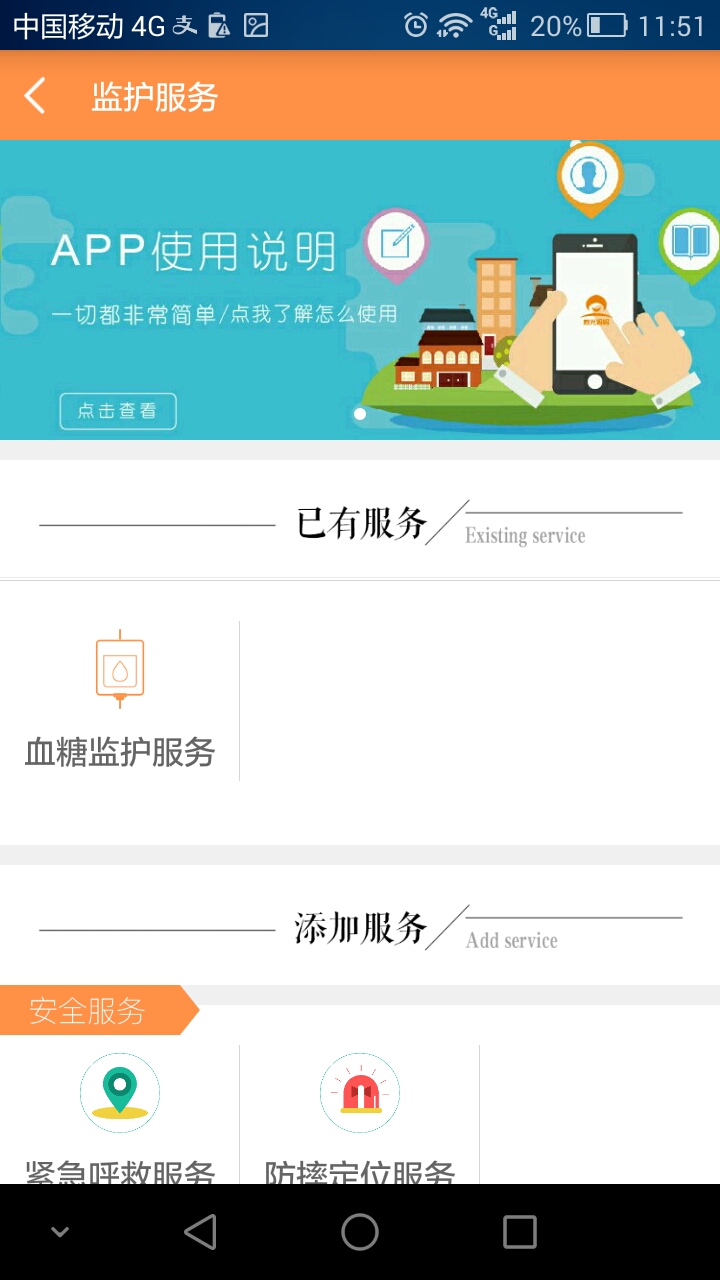 中国移动 4G 4G G 20% 11:51
监护服务
APP使用说明
一切都非常简单/点我了解怎么使用
点击查看
已有服务 Existing service
血糖监护服务
添加服务 Add service
安全服务
紧急呼救服务 防摔定位服务